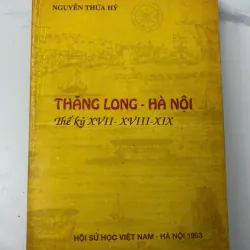 NGUYỄN THỪA HỶ
THĂNG LONG - HÀ NỘI
Thế kỷ XVII - XVIII - XIX
HỘI SỬ HỌC VIỆT NAM - HÀ NỘI 1993